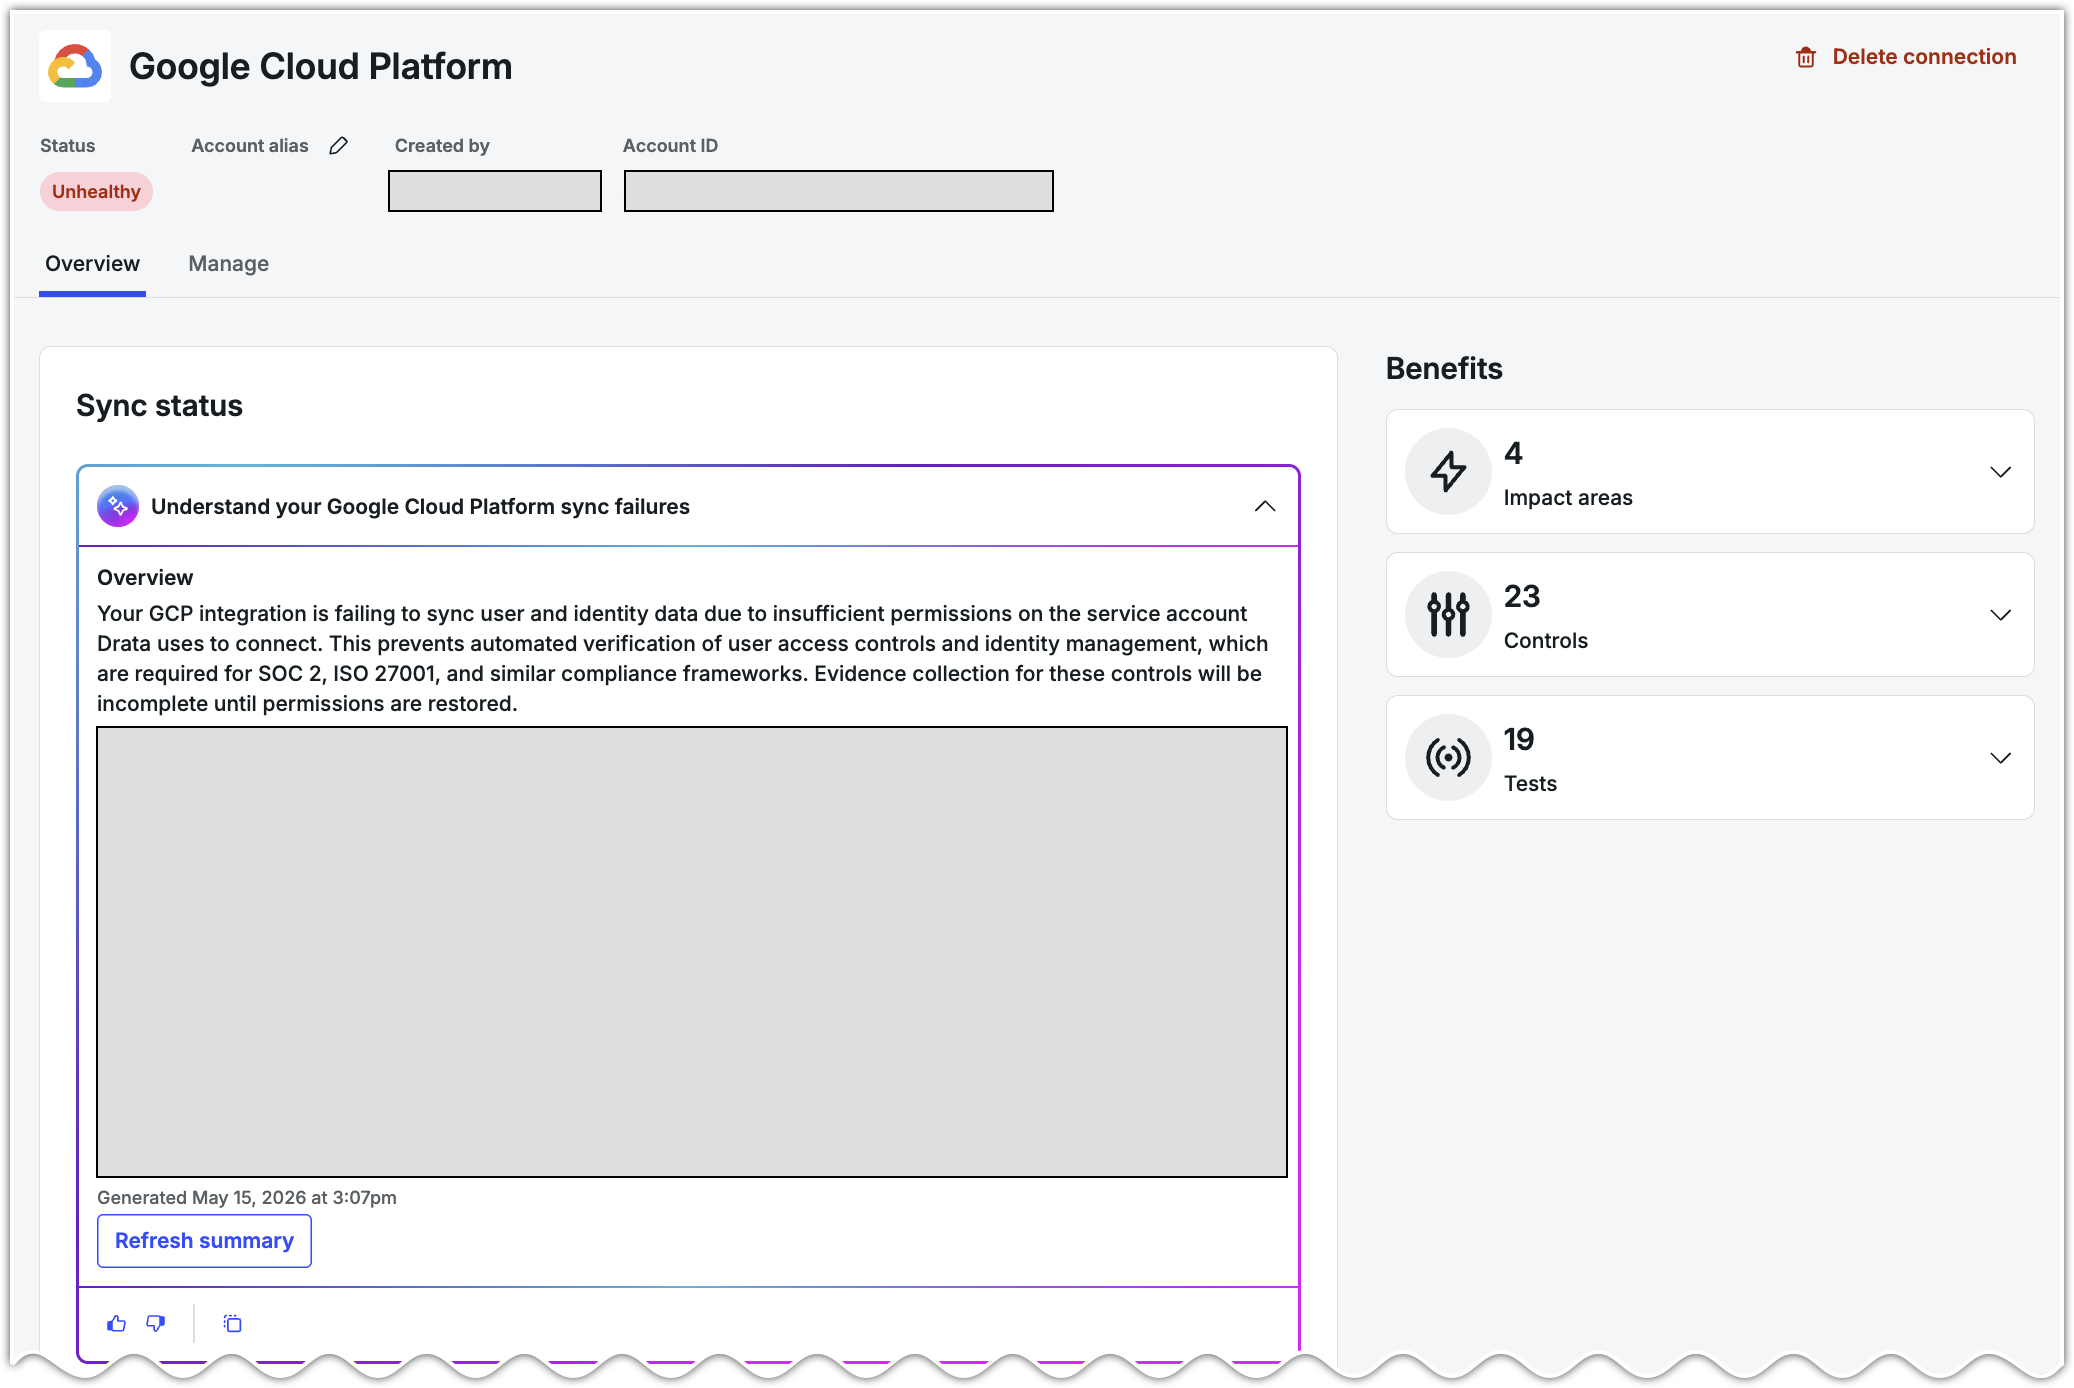 Google Cloud Platform
Delete connection
Status
Account alias
Created by
Account ID
Unhealthy
Overview
Manage
Sync status
Understand your Google Cloud Platform sync failures
Overview
Your GCP integration is failing to sync user and identity data due to insufficient permissions on the service account
Drata uses to connect. This prevents automated verification of user access controls and identity management, which
are required for SOC 2, ISO 27001, and similar compliance frameworks. Evidence collection for these controls will be
incomplete until permissions are restored.
Generated May 15, 2026 at 3:07pm
Refresh summary
Benefits
4
Impact areas
23
Controls
19
Tests